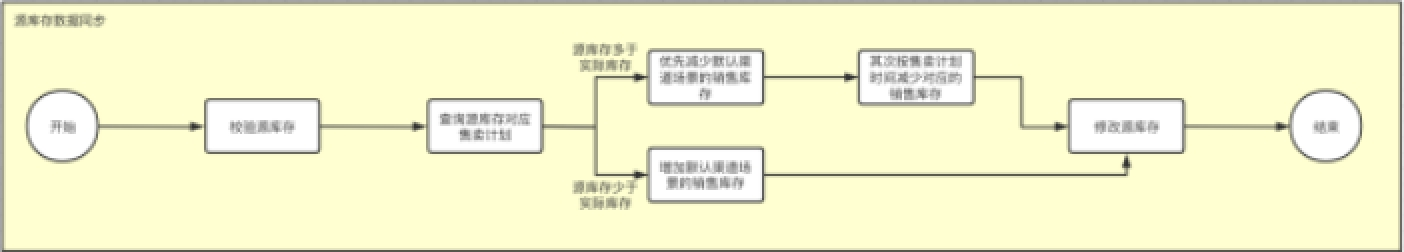 源库存数据同步
开始
校验源库存
查询源库存对应
售卖计划
源库存多于
实际库存
优先减少默认渠
道场景的销售库
存
其次按售卖计划
时间减少对应的
销售库存
源库存少于
实际库存
增加默认渠道场
景的销售库存
修改源库存
结束